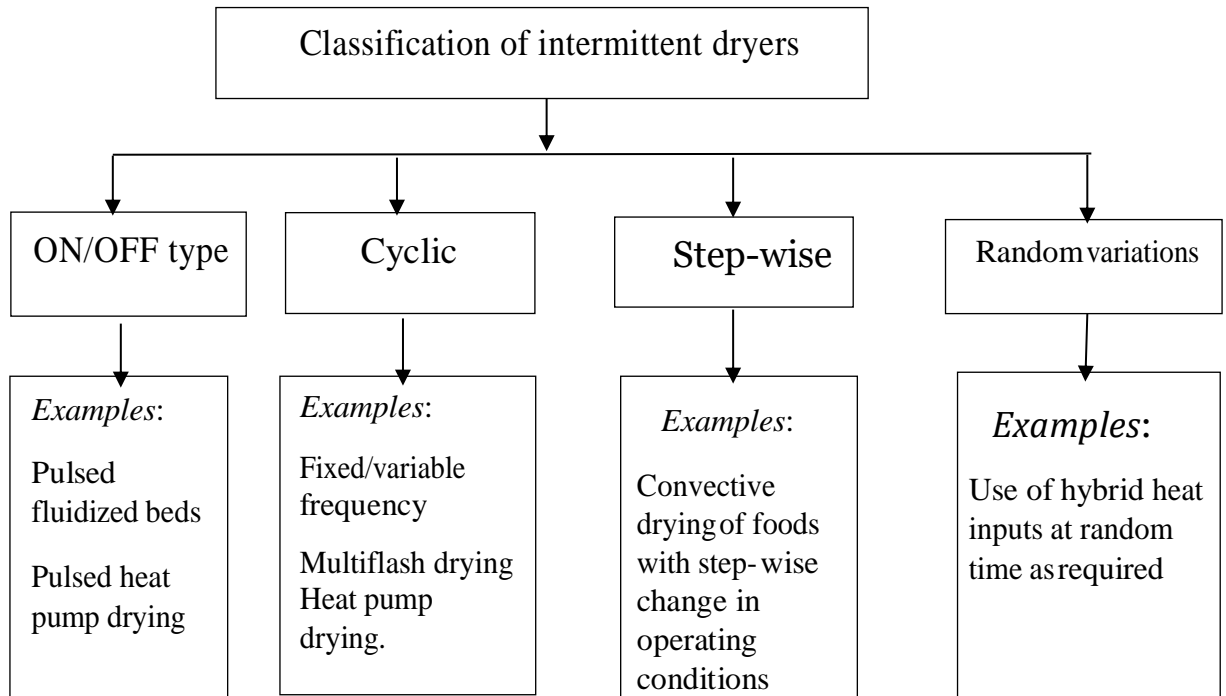 Classification of intermittent dryers
ON/OFF type
Cyclic
Step-wise
Random variations
Examples:
Pulsed
fluidized beds
Pulsed heat
pump drying
Examples:
Fixed/variable
frequency
Multiflash drying
Heat pump
drying.
Examples:
Convective
drying of foods
with step- wise
change in
operating
conditions
Examples:
Use of hybrid heat
inputs at random
time as required